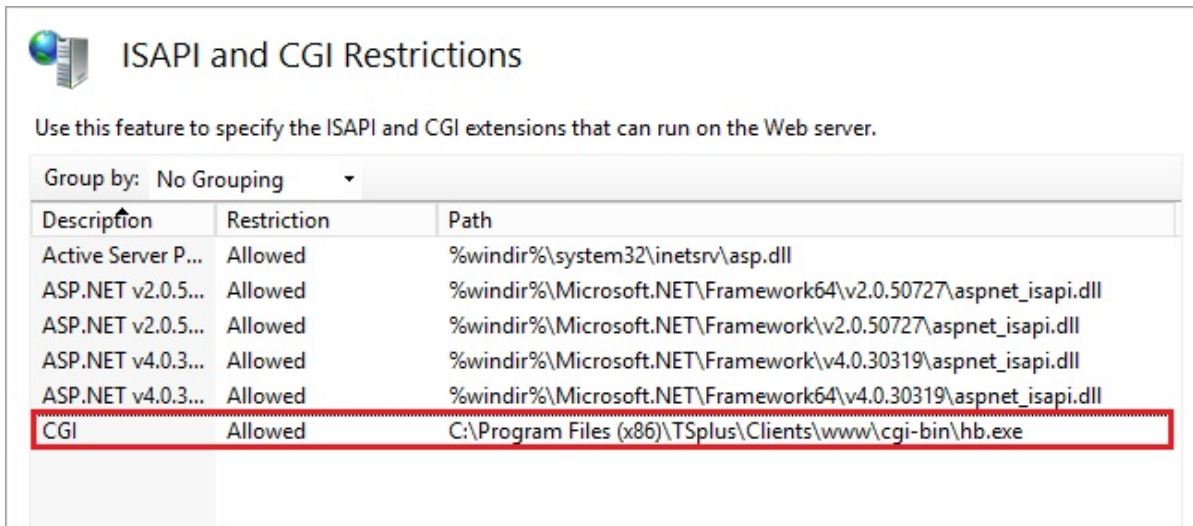 ISAPI and CGI Restrictions
Use this feature to specify the ISAPI and CGI extensions that can run on the Web server.
Group by: No Grouping
Description Restriction Path
Active Server P... Allowed %windir%\system32\inetsrv\asp.dll
ASP.NET v2.0.5... Allowed %windir%\Microsoft.NET\Framework64\v2.0.50727\aspnet_isapi.dll
ASP.NET v2.0.5... Allowed %windir%\Microsoft.NET\Framework\v2.0.50727\aspnet_isapi.dll
ASP.NET v4.0.3... Allowed %windir%\Microsoft.NET\Framework\v4.0.30319\aspnet_isapi.dll
ASP.NET v4.0.3... Allowed %windir%\Microsoft.NET\Framework64\v4.0.30319\aspnet_isapi.dll
CGI Allowed C:\Program Files (x86)\TSplus\Clients\www\cgi-bin\hb.exe